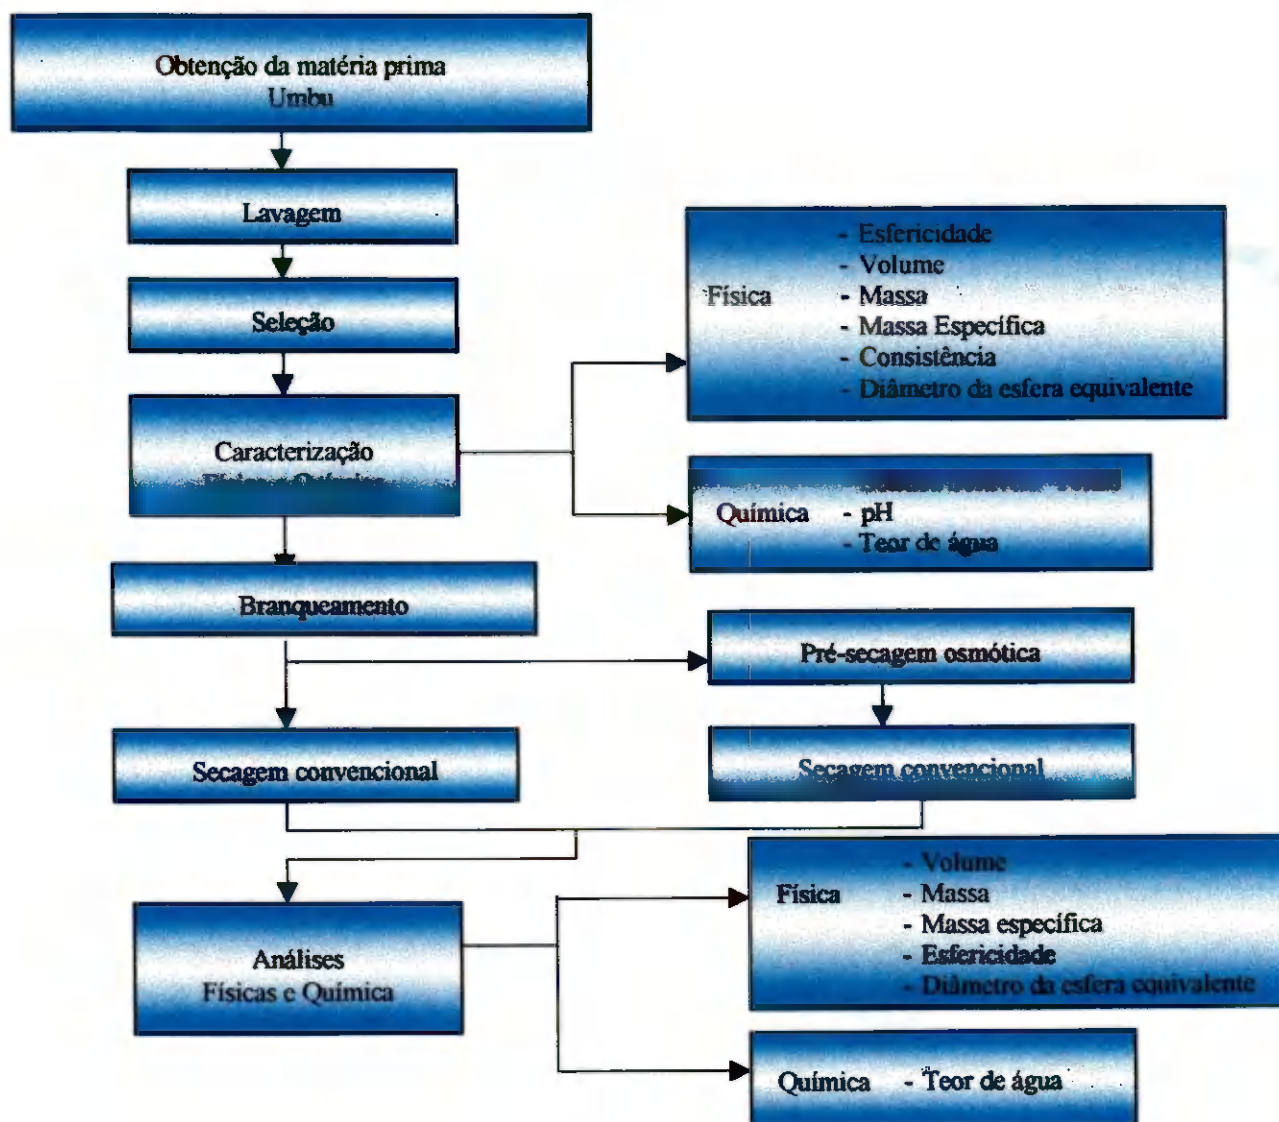 Obtenção da matéria prima
Umbu
Lavagem
Seleção
Caracterização
Física
- Esfericidade
- Volume
- Massa
- Massa Específica
- Consistência
- Diâmetro da esfera equivalente
Química
- pH
- Teor de água
Branqueamento
Pré-secagem osmótica
Secagem convencional
Secagem convencional
Análises
Físicas e Química
Física
- Volume
- Massa
- Massa específica
- Esfericidade
- Diâmetro da esfera equivalente
Química - Teor de água